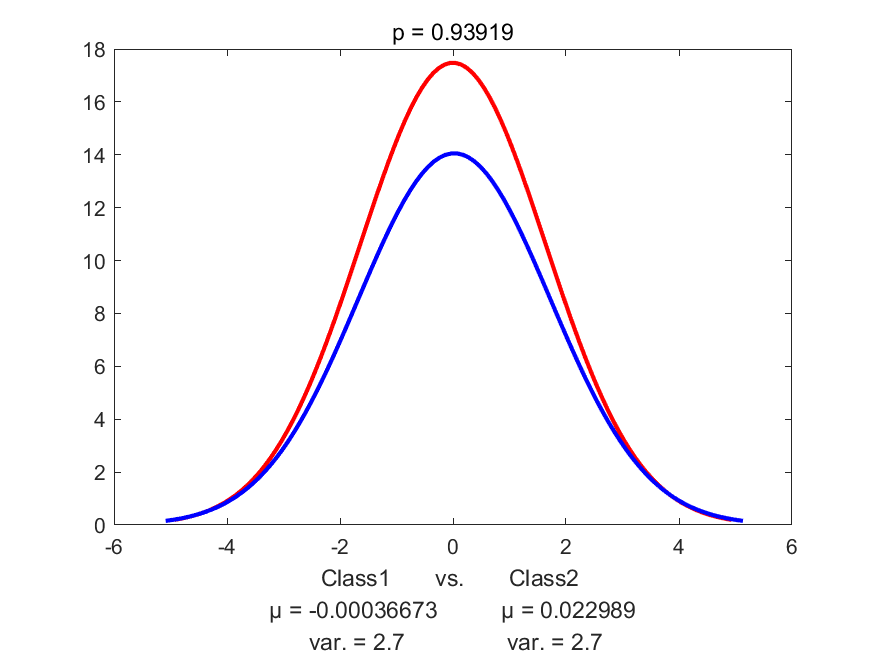 p = 0.93919
18
16
14
12
10
8
6
4
2
0
-6 -4 -2 0 2 4 6
Class1 vs. Class2
μ = -0.00036673 μ = 0.022989
var. = 2.7 var. = 2.7